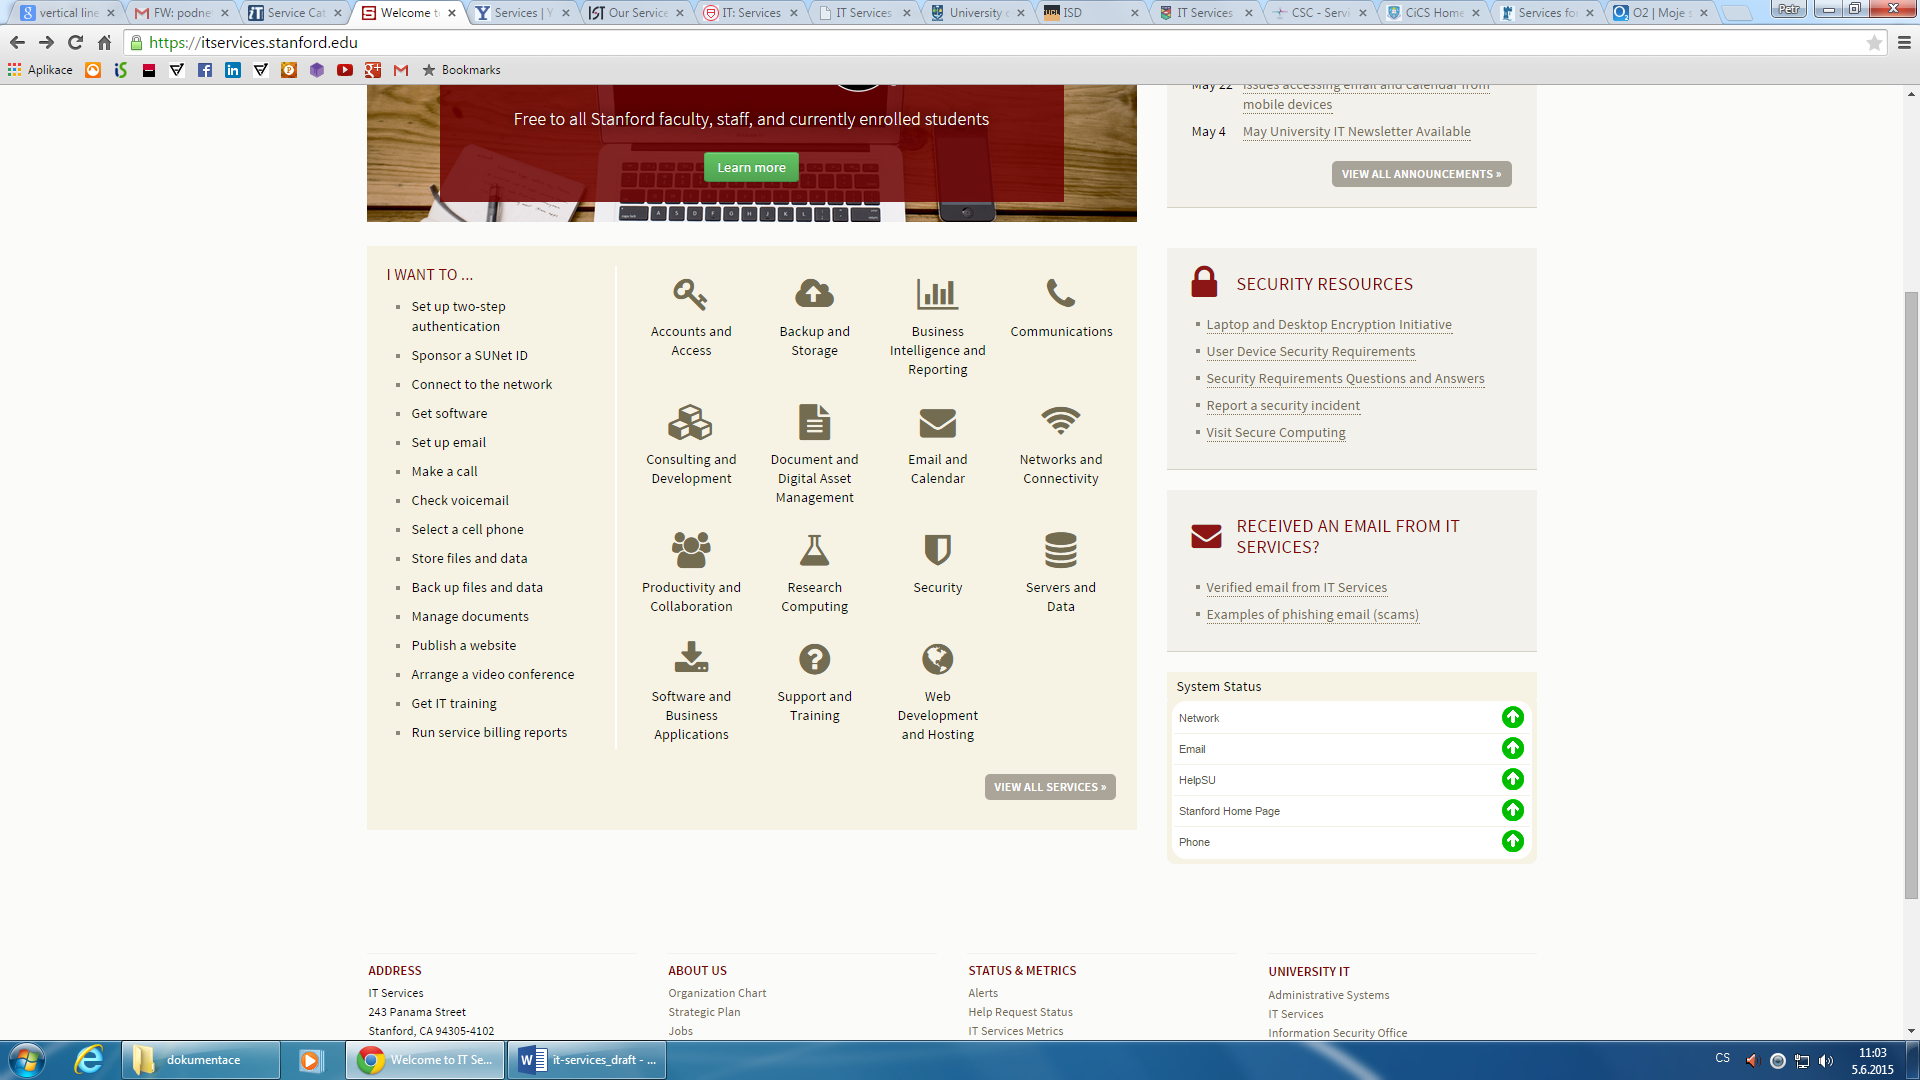 vertical line
FW: podne
Service Cat
Welcome to
Services | Y
Our Service
IT: Services
IT Services
University
ISD
IT Services
CSC - Servi
CiCS Home
Services fo
O2 | Moje
Petr
https://itservices.stanford.edu
Aplikace
Bookmarks
Free to all Stanford faculty, staff, and currently enrolled students
Learn more
May 22 Issues accessing email and calendar from
mobile devices
May 4 May University IT Newsletter Available
VIEW ALL ANNOUNCEMENTS »
I WANT TO ...
Set up two-step
authentication
Sponsor a SUNet ID
Connect to the network
Get software
Set up email
Make a call
Check voicemail
Select a cell phone
Store files and data
Back up files and data
Manage documents
Publish a website
Arrange a video conference
Get IT training
Run service billing reports
Accounts and
Access
Backup and
Storage
Business
Intelligence and
Reporting
Communications
Consulting and
Development
Document and
Digital Asset
Management
Email and
Calendar
Networks and
Connectivity
Productivity and
Collaboration
Research
Computing
Security
Servers and
Data
Software and
Business
Applications
Support and
Training
Web
Development
and Hosting
VIEW ALL SERVICES »
SECURITY RESOURCES
Laptop and Desktop Encryption Initiative
User Device Security Requirements
Security Requirements Questions and Answers
Report a security incident
Visit Secure Computing
RECEIVED AN EMAIL FROM IT
SERVICES?
Verified email from IT Services
Examples of phishing email (scams)
System Status
Network
Email
HelpSU
Stanford Home Page
Phone
ADDRESS
IT Services
243 Panama Street
Stanford, CA 94305-4102
ABOUT US
Organization Chart
Strategic Plan
Jobs
STATUS & METRICS
Alerts
Help Request Status
IT Services Metrics
UNIVERSITY IT
Administrative Systems
IT Services
Information Security Office
dokumentace
Welcome to IT Se...
it-services_draft - ...
CS
11:03
5.6.2015